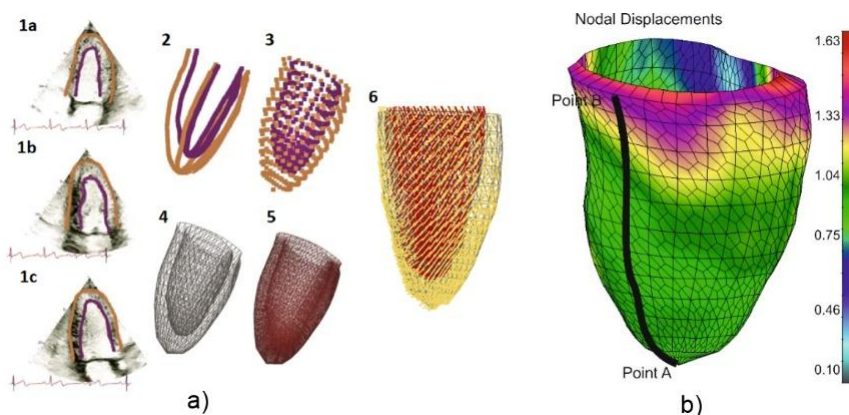 1a
2
3
1b
6
4
5
1c
a)
Nodal Displacements
Point B
Point A
1.63
1.33
1.04
0.75
0.46
0.10
b)